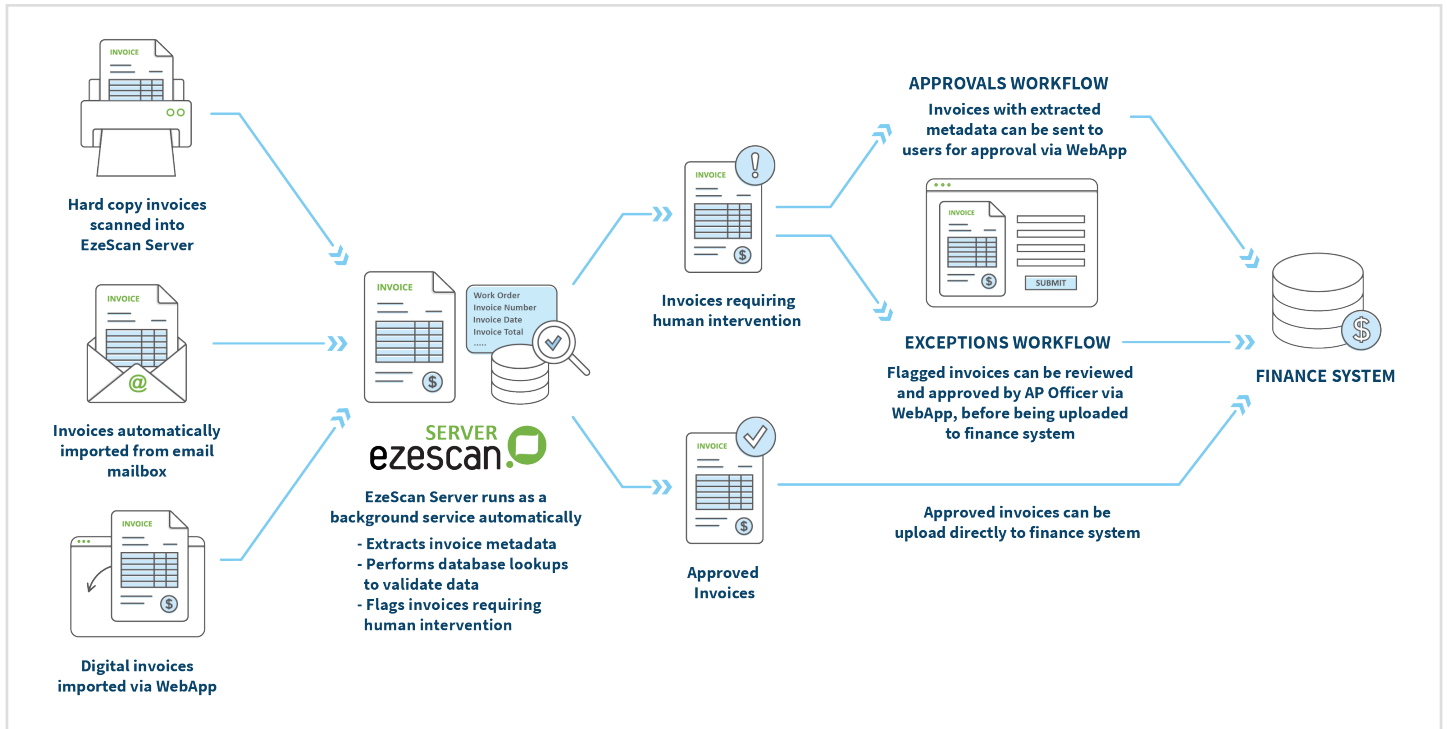 INVOICE
Hard copy invoices
scanned into
EzeScan Server
INVOICE
@
Invoices automatically
imported from email
mailbox
INVOICE
$
Digital invoices
imported via WebApp
INVOICE
$
Work Order
Invoice Number
Invoice Date
Invoice Total
.....
SERVER
ezescan
EzeScan Server runs as a
background service automatically
- Extracts invoice metadata
- Performs database lookups
to validate data
- Flags invoices requiring
human intervention
INVOICE
!
$
Invoices requiring
human intervention
INVOICE
$
Approved
Invoices
APPROVALS WORKFLOW
Invoices with extracted
metadata can be sent to
users for approval via WebApp
INVOICE
$
SUBMIT
EXCEPTIONS WORKFLOW
Flagged invoices can be reviewed
and approved by AP Officer via
WebApp, before being uploaded
to finance system
Approved invoices can be
upload directly to finance system
$
FINANCE SYSTEM